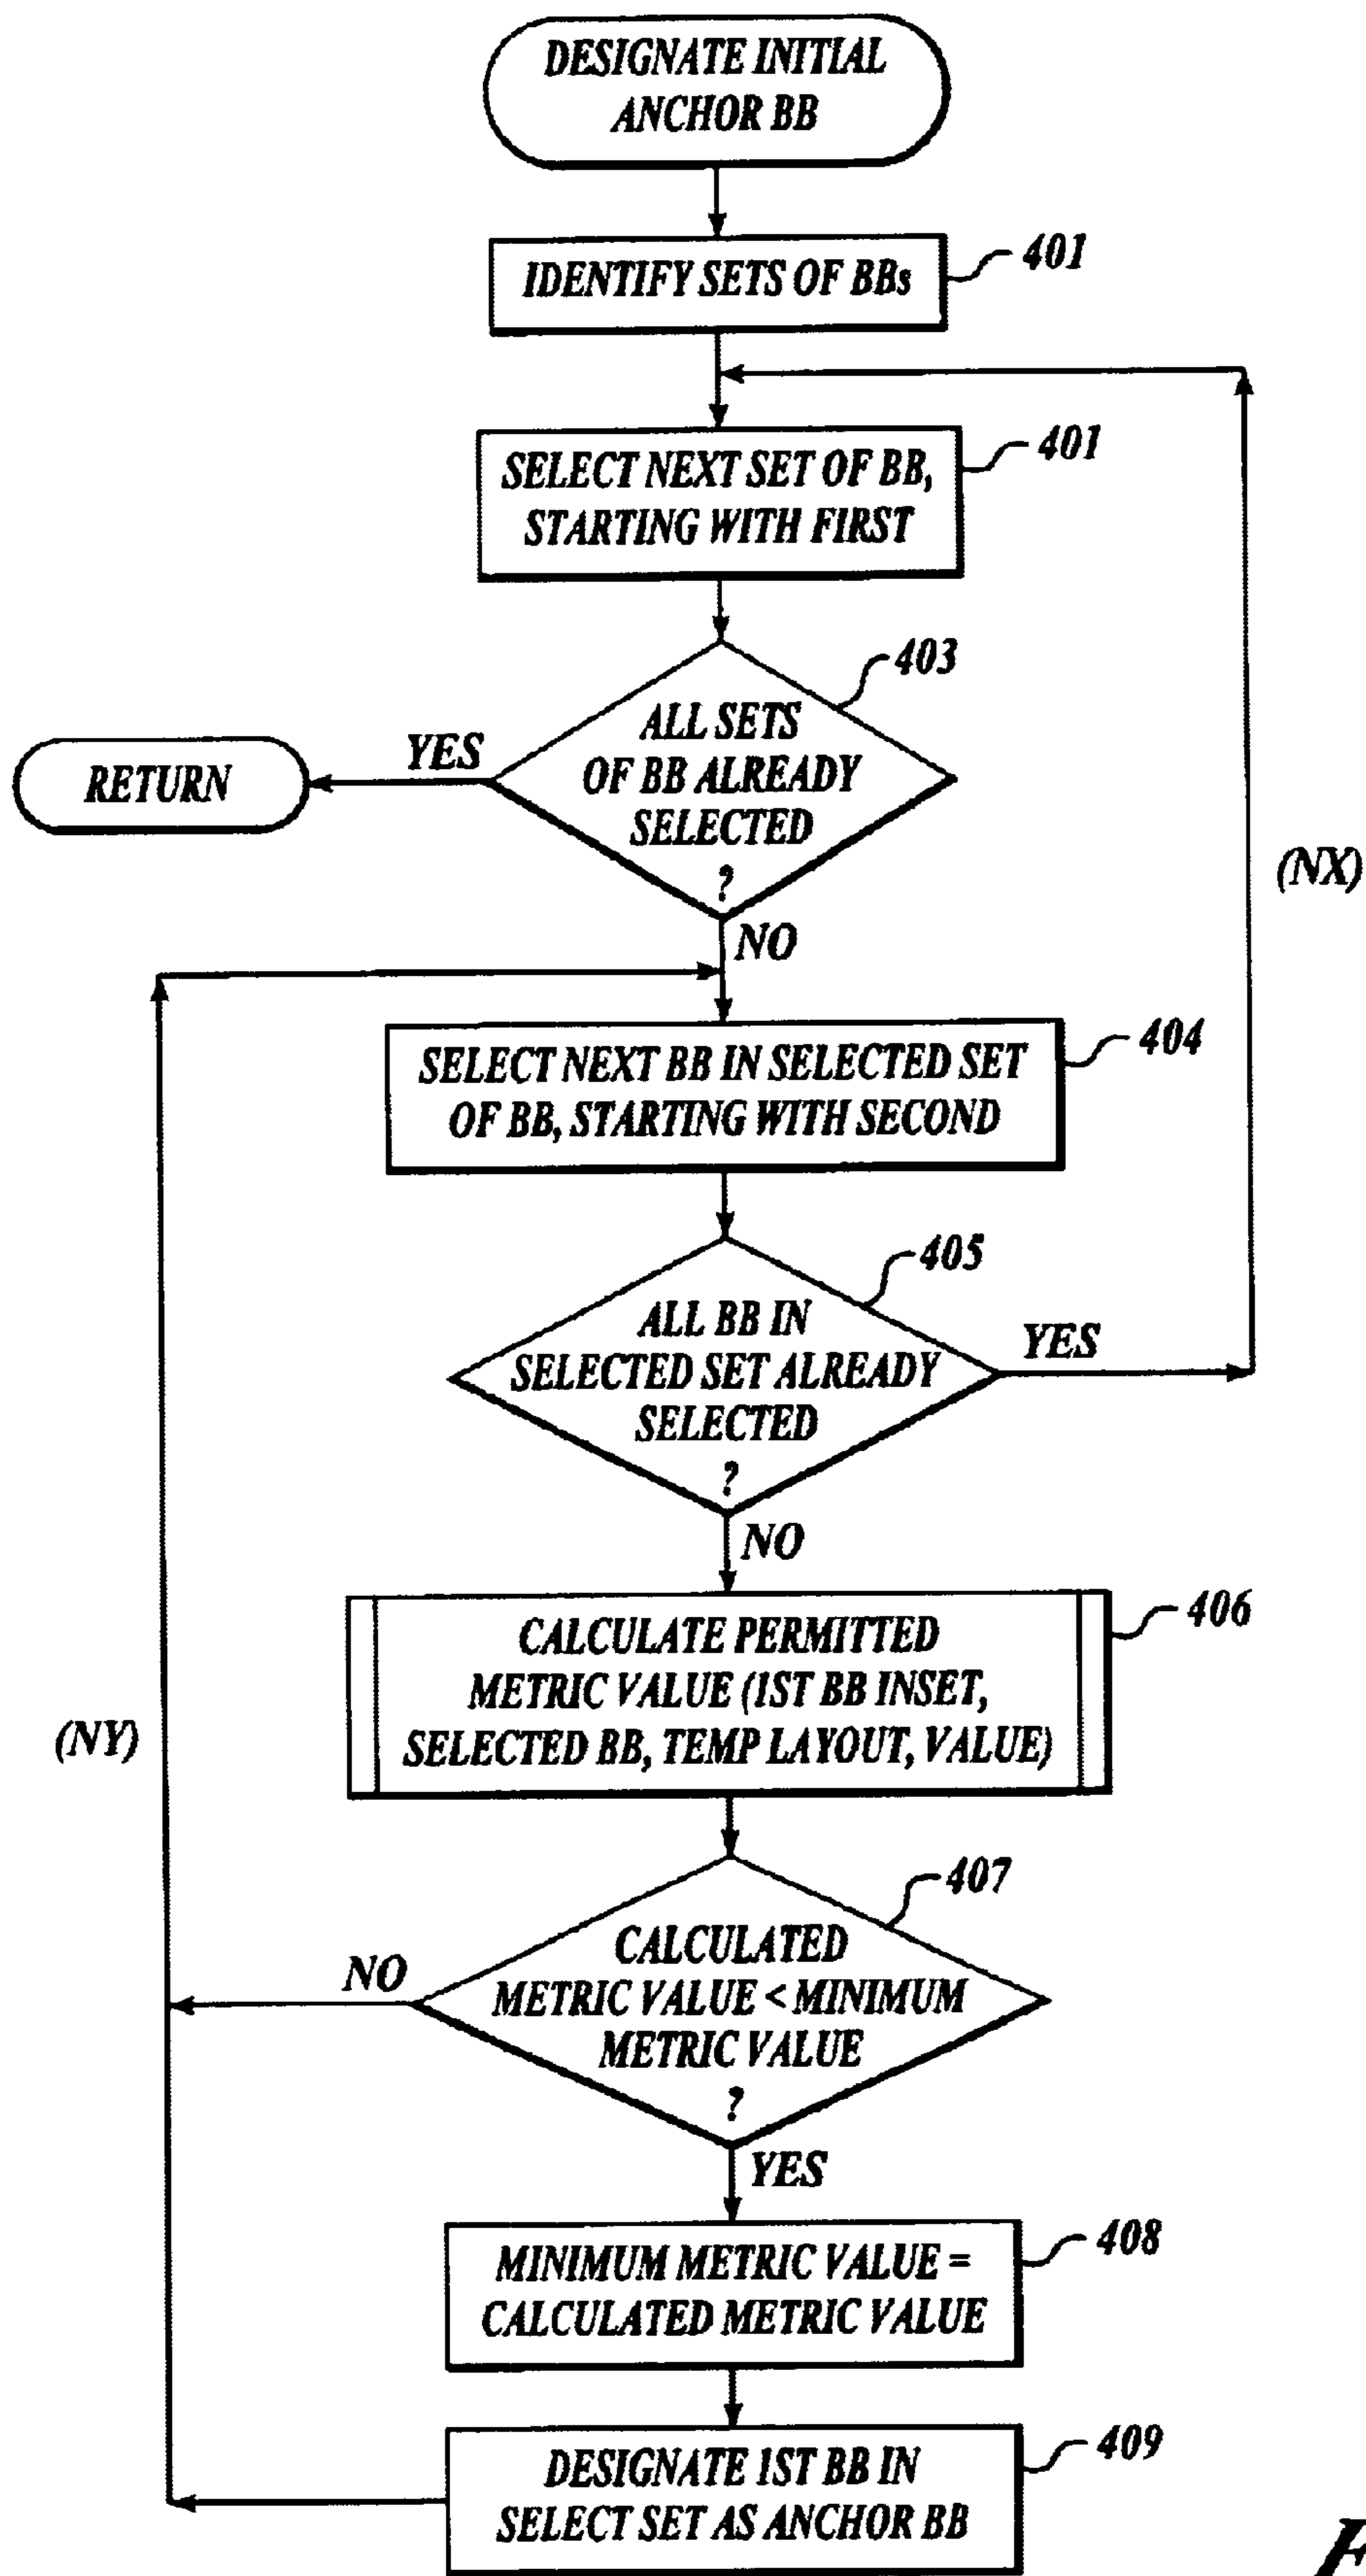 DESIGNATE INITIAL
ANCHOR BB
IDENTIFY SETS OF BBs
401
SELECT NEXT SET OF BB,
STARTING WITH FIRST
401
403
ALL SETS
OF BB ALREADY
SELECTED
?
YES
RETURN
NO
(NX)
SELECT NEXT BB IN SELECTED SET
OF BB, STARTING WITH SECOND
404
405
ALL BB IN
SELECTED SET ALREADY
SELECTED
?
YES
NO
CALCULATE PERMITTED
METRIC VALUE (1ST BB INSET,
SELECTED BB, TEMP LAYOUT, VALUE)
406
(NY)
407
CALCULATED
METRIC VALUE < MINIMUM
METRIC VALUE
?
NO
YES
MINIMUM METRIC VALUE =
CALCULATED METRIC VALUE
408
DESIGNATE 1ST BB IN
SELECT SET AS ANCHOR BB
409